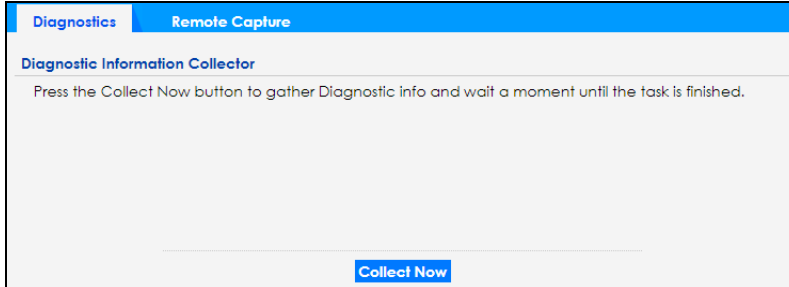 Diagnostics Remote Capture
Diagnostic Information Collector
Press the Collect Now button to gather Diagnostic info and wait a moment until the task is finished.
Collect Now